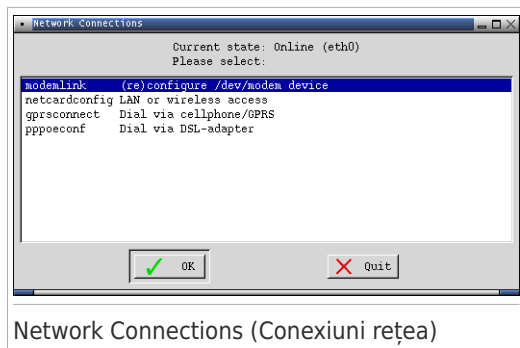 Network Connections
Current state: Online (eth0)
Please select:
modemlink (re)configure /dev/modem device
netcardconfig LAN or wireless access
gprsconnect Dial via cellphone/GPRS
pppoeconf Dial via DSL-adapter
OK Quit
Network Connections (Conexiuni rețea)